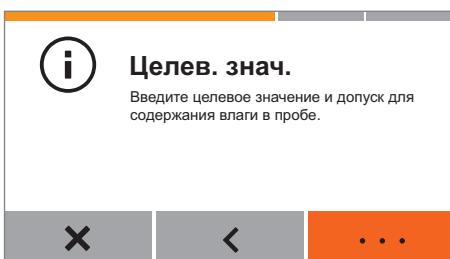 Целев. знач.
Введите целевое значение и допуск для
содержания влаги в пробе.